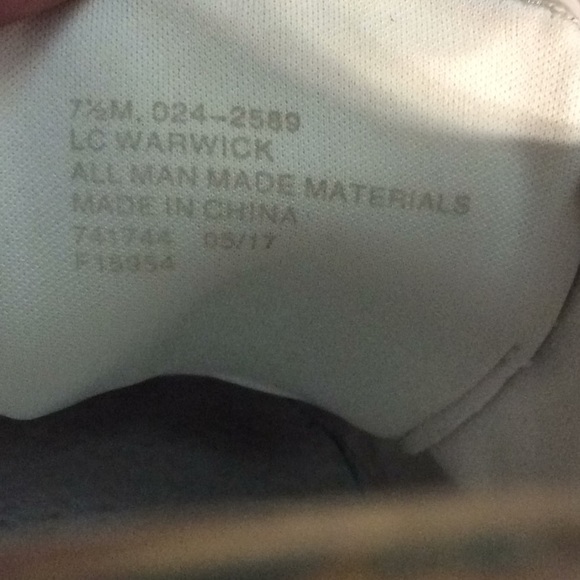 7½M. 024-2589
LC WARWICK
ALL MAN MADE MATERIALS
MADE IN CHINA
741744 05/17
F15954